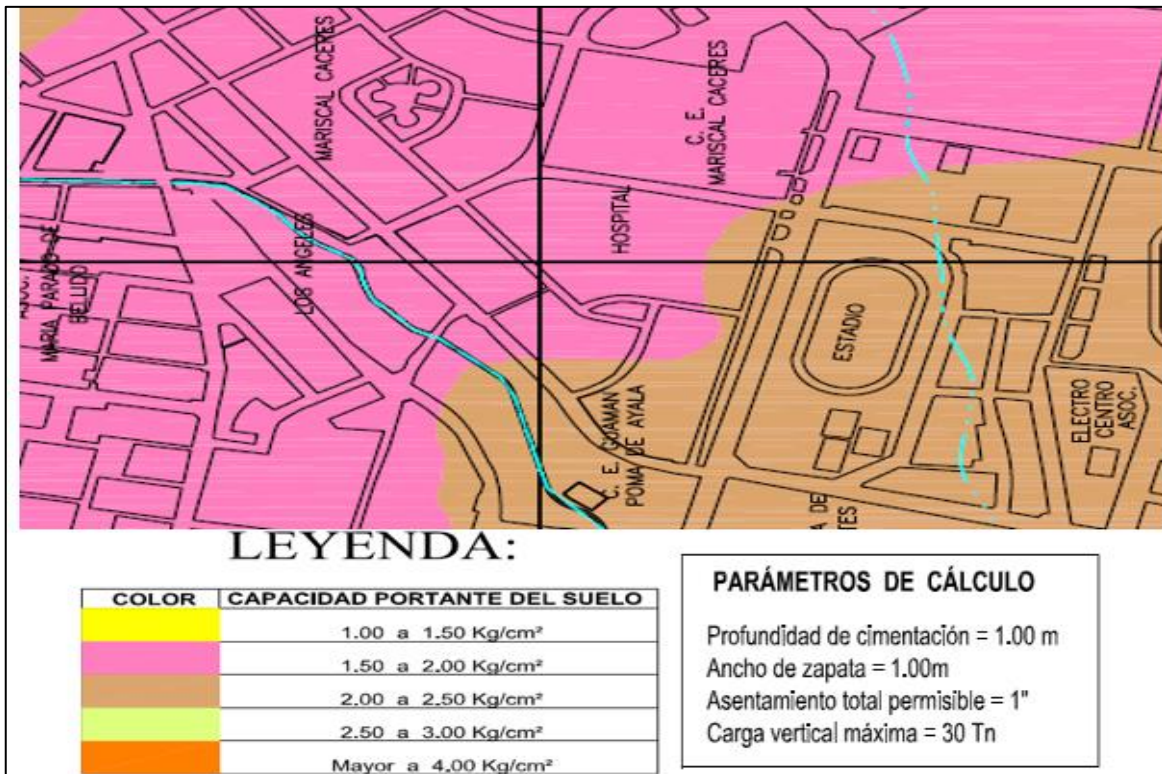 MARISCAL CACERES
C. E.
MARISCAL CACERES
HOSPITAL
LOS ANGELES
MARIA PARADO DE
BELLIDO
ESTADIO
C. E. GUAMAN
POMA DE AYALA
ELECTRO
CENTRO
ASOC.
A DE
TES
LEYENDA:
COLOR CAPACIDAD PORTANTE DEL SUELO
1.00 a 1.50 Kg/cm²
1.50 a 2.00 Kg/cm²
2.00 a 2.50 Kg/cm²
2.50 a 3.00 Kg/cm²
Mayor a 4.00 Kg/cm²
PARÁMETROS DE CÁLCULO
Profundidad de cimentación = 1.00 m
Ancho de zapata = 1.00m
Asentamiento total permisible = 1"
Carga vertical máxima = 30 Tn